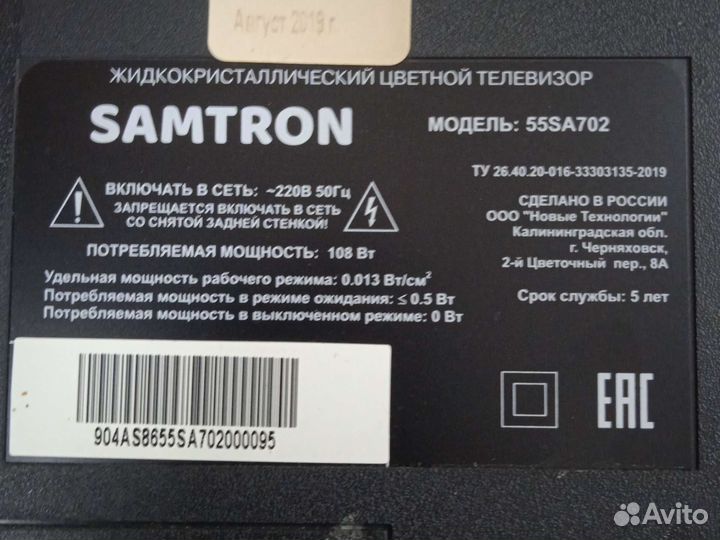 Август 2019 г.
ЖИДКОКРИСТАЛЛИЧЕСКИЙ ЦВЕТНОЙ ТЕЛЕВИЗОР
SAMTRON
МОДЕЛЬ: 55SA702
ТУ 26.40.20-016-33303135-2019
ВКЛЮЧАТЬ В СЕТЬ: ~220В 50Гц
ЗАПРЕЩАЕТСЯ ВКЛЮЧАТЬ В СЕТЬ
СО СНЯТОЙ ЗАДНЕЙ СТЕНКОЙ!
СДЕЛАНО В РОССИИ
ООО "Новые Технологии"
Калининградская обл.
г. Черняховск,
2-й Цветочный пер., 8А
ПОТРЕБЛЯЕМАЯ МОЩНОСТЬ: 108 Вт
Удельная мощность рабочего режима: 0.013 Вт/см²
Потребляемая мощность в режиме ожидания: ≤ 0.5 Вт
Потребляемая мощность в выключенном режиме: 0 Вт
Срок службы: 5 лет
904AS8655SA702000095
EAC
Avito